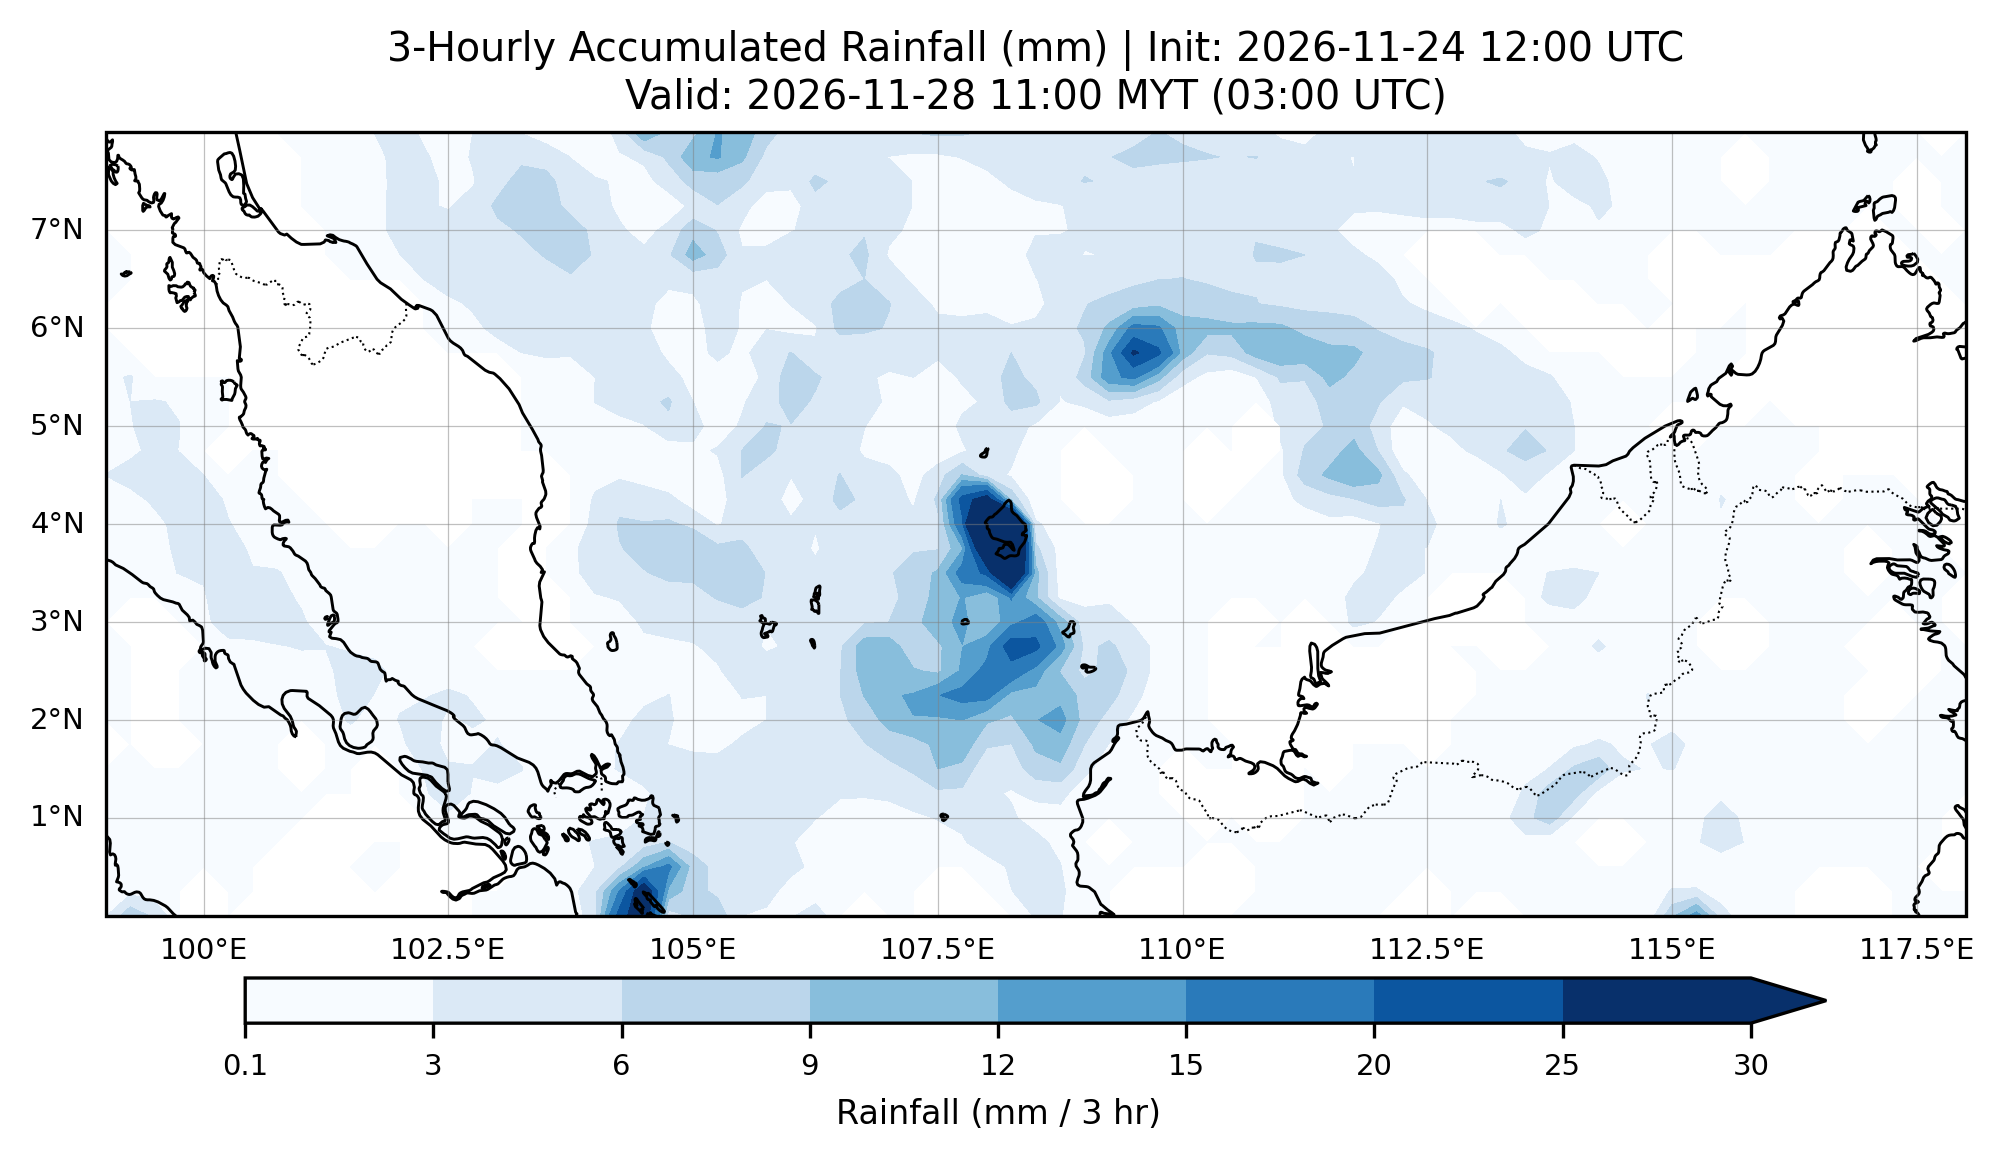 3-Hourly Accumulated Rainfall (mm) | Init: 2026-11-24 12:00 UTC
Valid: 2026-11-28 11:00 MYT (03:00 UTC)
7°N
6°N
5°N
4°N
3°N
2°N
1°N
100°E 102.5°E 105°E 107.5°E 110°E 112.5°E 115°E 117.5°E
0.1 3 6 9 12 15 20 25 30
Rainfall (mm / 3 hr)